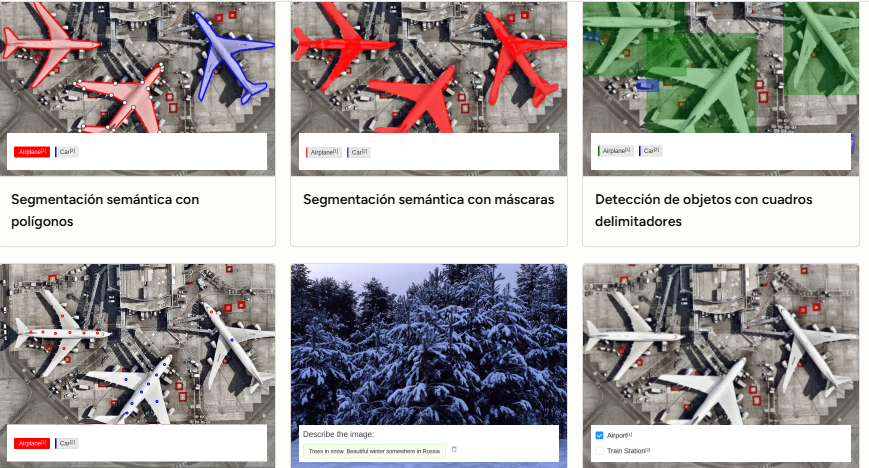 Airplane[1] Car[2]
Airplane[1] Car[2]
Airplane[1] Car[2]
Segmentación semántica con
polígonos
Segmentación semántica con máscaras
Detección de objetos con cuadros
delimitadores
Airplane[1] Car[2]
Describe the image:
Trees in snow. Beautiful winter somewhere in Russia
Airport[1]
Train Station[2]